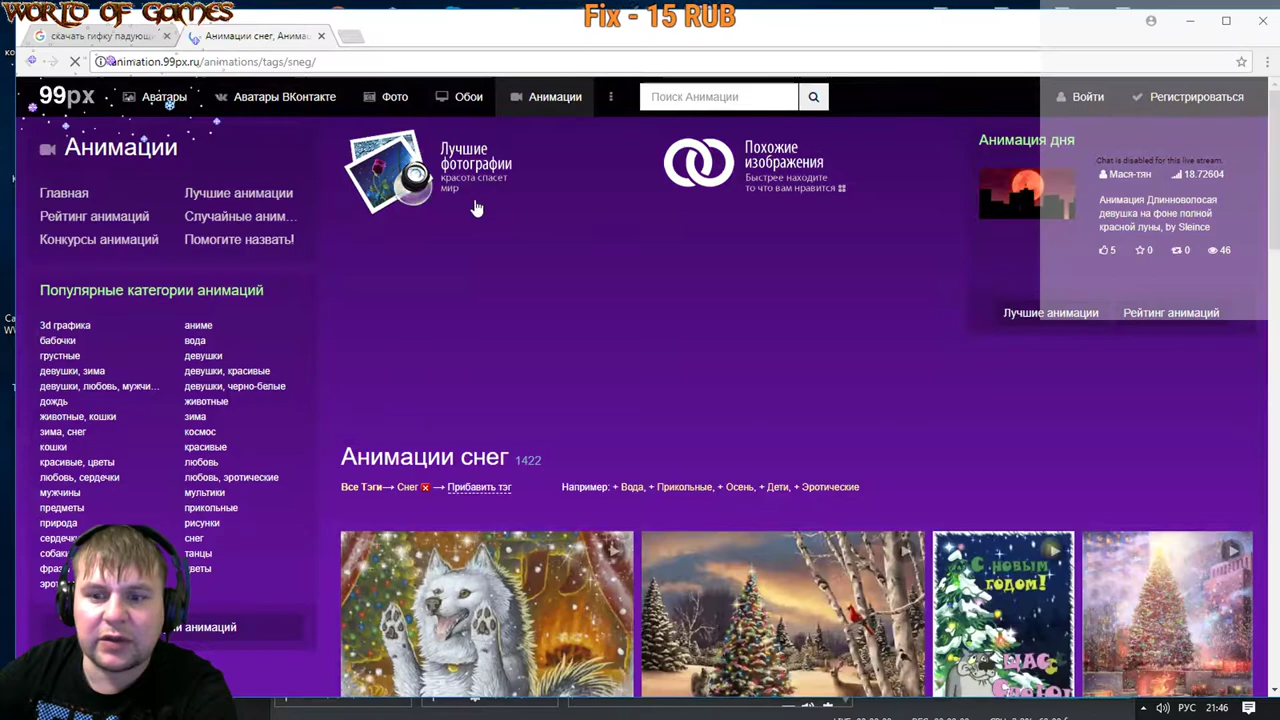 WORLD OF GAMES
Fix - 15 RUB
скачать гифку падующи
Анимации снег, Анимац
animation.99px.ru/animations/tags/sneg/
99px
Аватары
Аватары ВКонтакте
Фото
Обои
Анимации
Поиск Анимации
Войти
Регистрироваться
Анимации
Главная
Лучшие анимации
Рейтинг анимаций
Случайные аним...
Конкурсы анимаций
Помогите назвать!
Лучшие
фотографии
красота спасет
мир
Похожие
изображения
Быстрее находите
то что вам нравится
Анимация дня
Chat is disabled for this live stream.
Мася-тян
18.72604
Анимация Длинноволосая
девушка на фоне полной
красной луны, by Sleince
5
0
0
46
Лучшие анимации
Рейтинг анимаций
Популярные категории анимаций
3d графика
аниме
бабочки
вода
грустные
девушки
девушки, зима
девушки, красивые
девушки, любовь, мужчи...
девушки, черно-белые
дождь
животные
животные, кошки
зима
зима, снег
космос
кошки
красивые
красивые, цветы
любовь
любовь, сердечки
любовь, эротические
мужчины
мультики
предметы
прикольные
природа
рисунки
сердечк
снег
собак
танцы
фра
цветы
эро
и анимаций
Анимации снег 1422
Все Тэги→ Снег → Прибавить тэг
Например: + Вода, + Прикольные, + Осень, + Дети, + Эротические
С новым
годом!
ЩАС
РУС
21:46